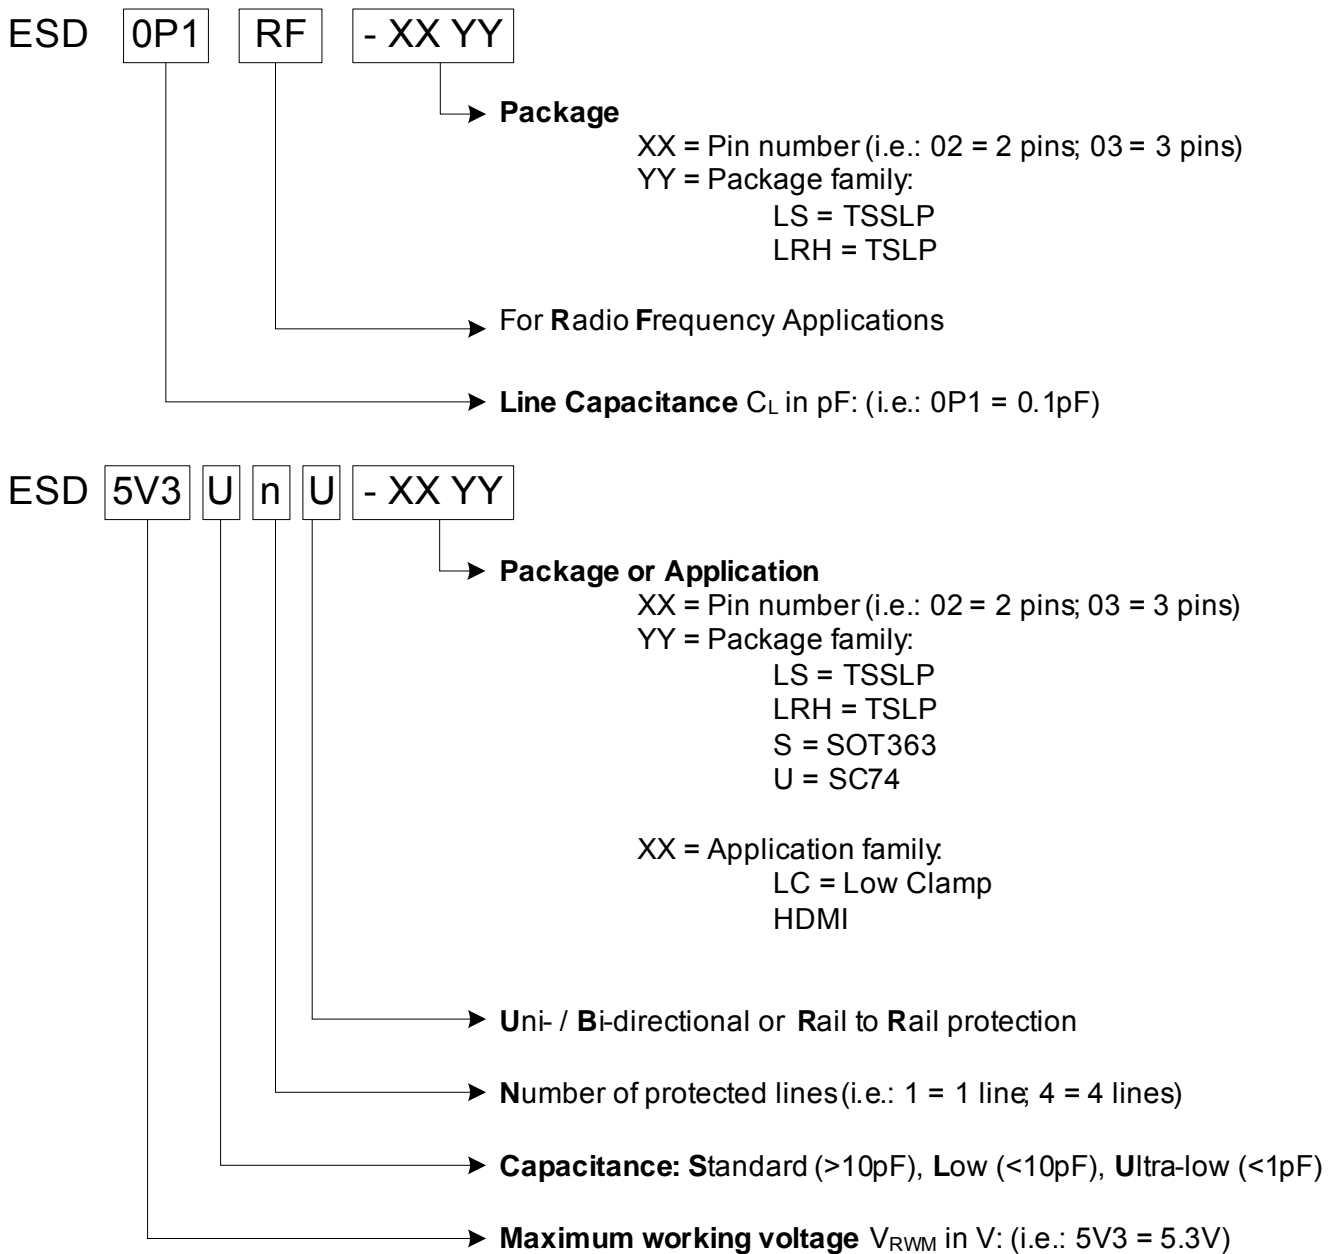 ESD 0P1 RF - XX YY
Package
XX = Pin number (i.e.: 02 = 2 pins; 03 = 3 pins)
YY = Package family:
LS = TSSLP
LRH = TSLP
For Radio Frequency Applications
Line Capacitance CL in pF: (i.e.: 0P1 = 0.1pF)
ESD 5V3 U n U - XX YY
Package or Application
XX = Pin number (i.e.: 02 = 2 pins; 03 = 3 pins)
YY = Package family:
LS = TSSLP
LRH = TSLP
S = SOT363
U = SC74
XX = Application family:
LC = Low Clamp
HDMI
Uni- / Bi-directional or Rail to Rail protection
Number of protected lines (i.e.: 1 = 1 line; 4 = 4 lines)
Capacitance: Standard (>10pF), Low (<10pF), Ultra-low (<1pF)
Maximum working voltage VRWM in V: (i.e.: 5V3 = 5.3V)